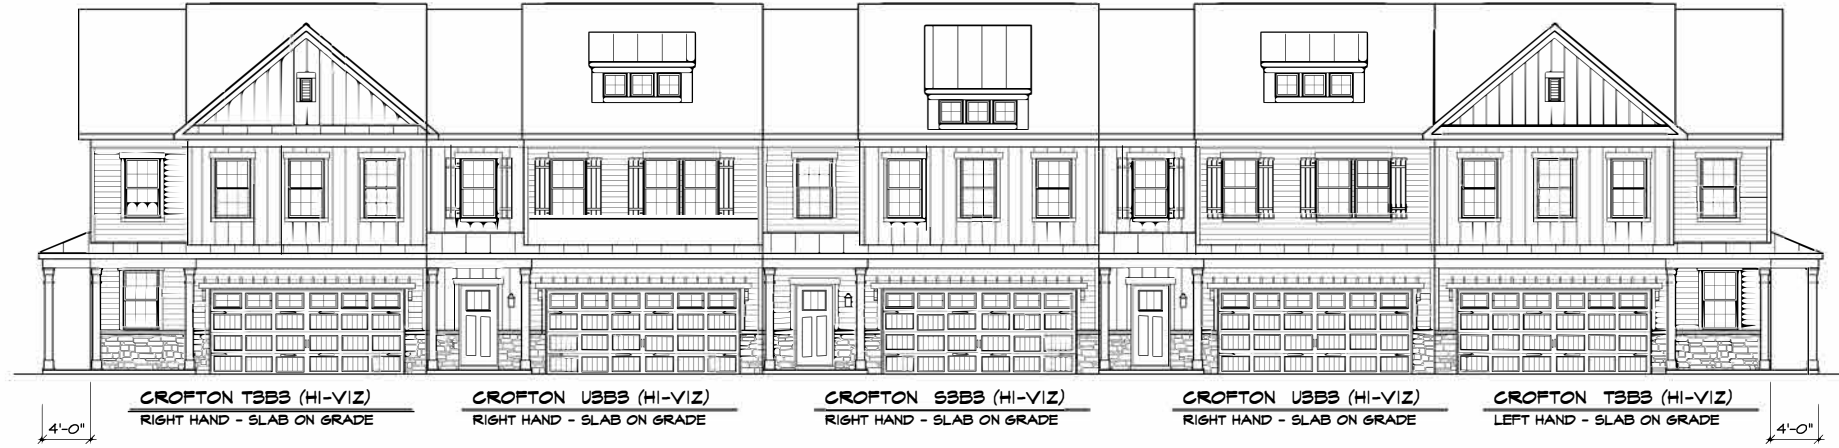 CROFTON T3B3 (HI-VIZ)
RIGHT HAND - SLAB ON GRADE
CROFTON U3B3 (HI-VIZ)
RIGHT HAND - SLAB ON GRADE
CROFTON S3B3 (HI-VIZ)
RIGHT HAND - SLAB ON GRADE
CROFTON U3B3 (HI-VIZ)
RIGHT HAND - SLAB ON GRADE
CROFTON T3B3 (HI-VIZ)
LEFT HAND - SLAB ON GRADE
4'-0"
4'-0"